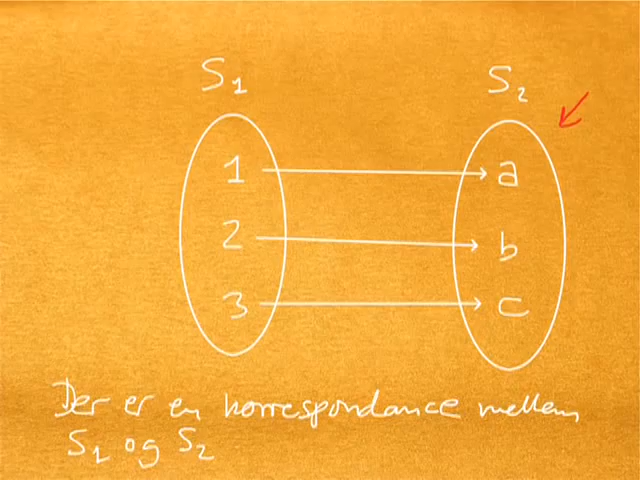 S₁ S₂
1 a
2 b
3 c
Der er en korrespondance mellem
S₁ og S₂